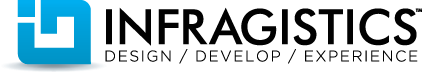 INFRAGISTICS™
DESIGN / DEVELOP / EXPERIENCE